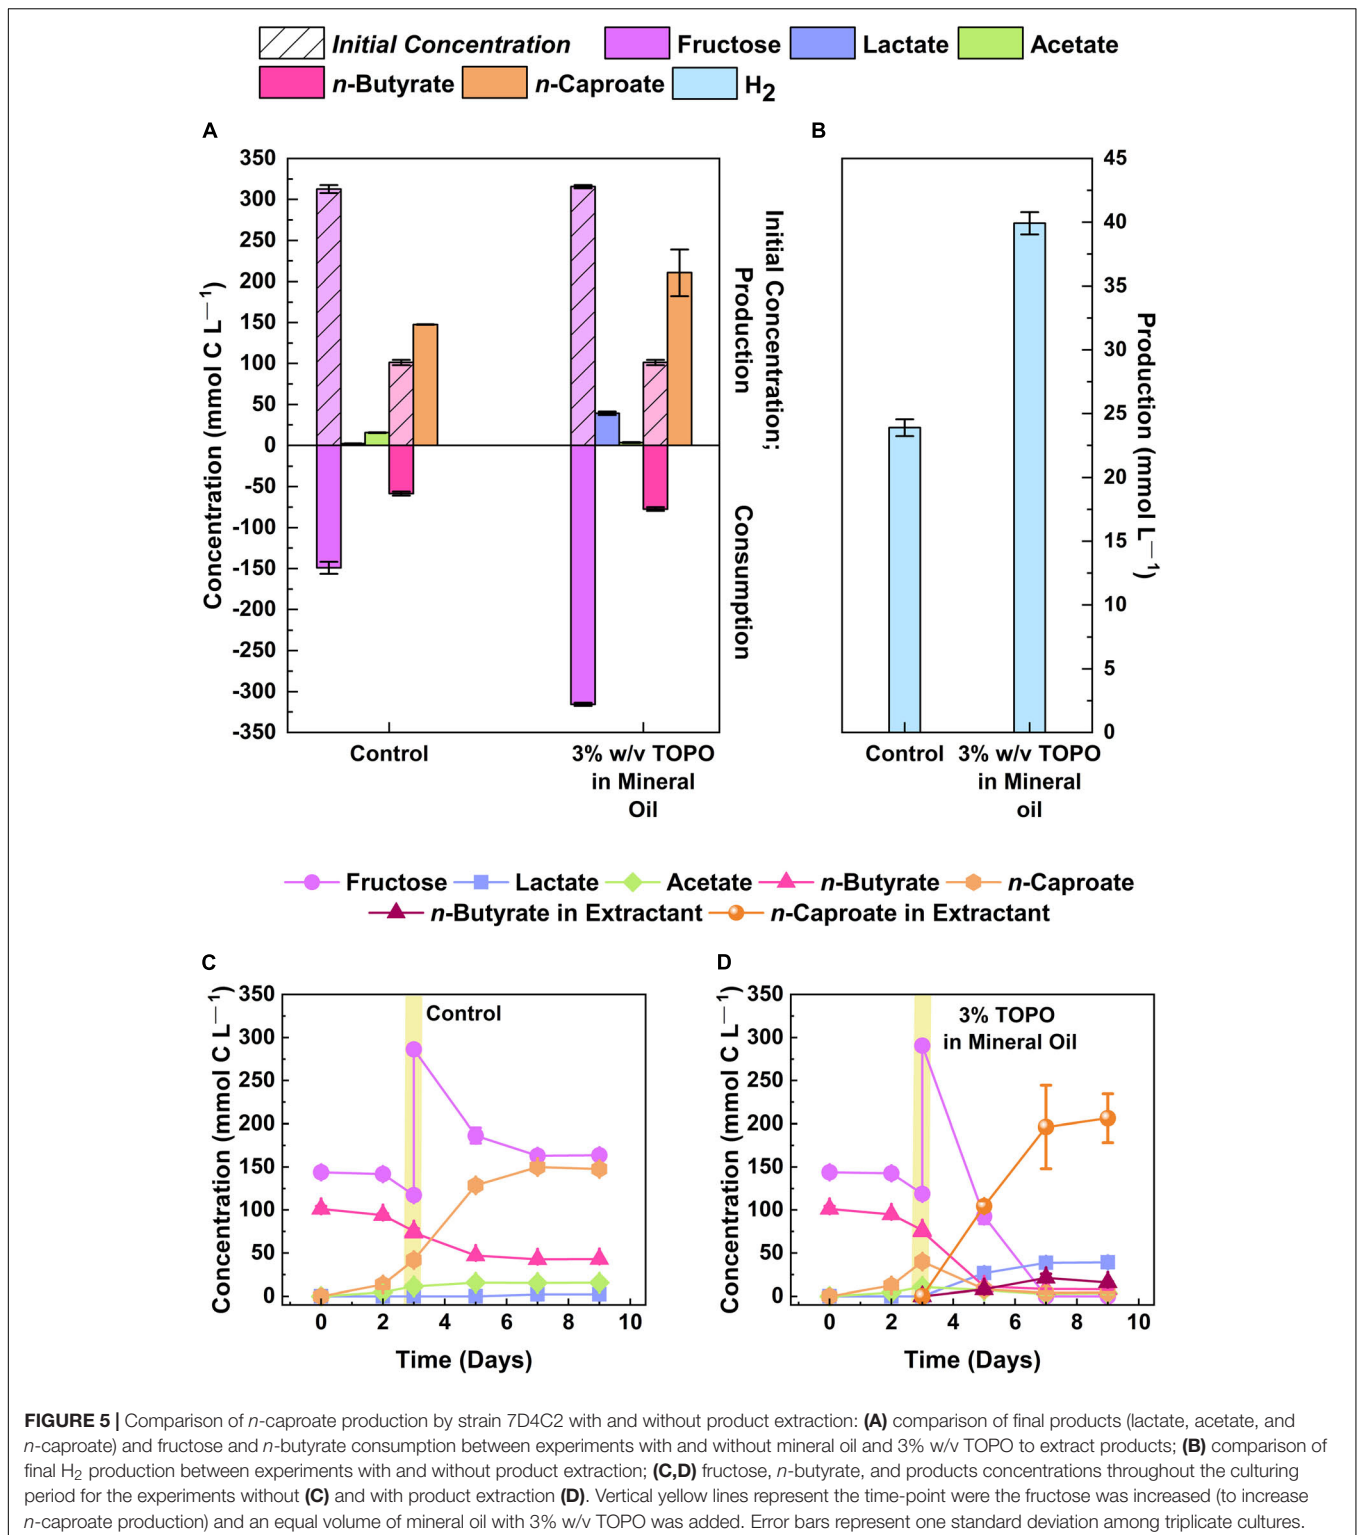 Initial Concentration Fructose Lactate Acetate
n-Butyrate n-Caproate H2
A
B
350
300
250
200
150
100
50
0
-50
-100
-150
-200
-250
-300
-350
Concentration (mmol C L—1)
Initial Concentration;
Production
Consumption
Control
3% w/v TOPO
in Mineral
Oil
45
40
35
30
25
20
15
10
5
0
Production (mmol L—1)
Control
3% w/v TOPO
in Mineral
oil
Fructose Lactate Acetate n-Butyrate n-Caproate
n-Butyrate in Extractant n-Caproate in Extractant
C
350
300
250
200
150
100
50
0
Concentration (mmol C L—1)
Control
0 2 4 6 8 10
Time (Days)
D
350
300
250
200
150
100
50
0
Concentration (mmol C L—1)
3% TOPO
in Mineral Oil
0 2 4 6 8 10
Time (Days)
FIGURE 5 | Comparison of n-caproate production by strain 7D4C2 with and without product extraction: (A) comparison of final products (lactate, acetate, and
n-caproate) and fructose and n-butyrate consumption between experiments with and without mineral oil and 3% w/v TOPO to extract products; (B) comparison of
final H2 production between experiments with and without product extraction; (C,D) fructose, n-butyrate, and products concentrations throughout the culturing
period for the experiments without (C) and with product extraction (D). Vertical yellow lines represent the time-point were the fructose was increased (to increase
n-caproate production) and an equal volume of mineral oil with 3% w/v TOPO was added. Error bars represent one standard deviation among triplicate cultures.